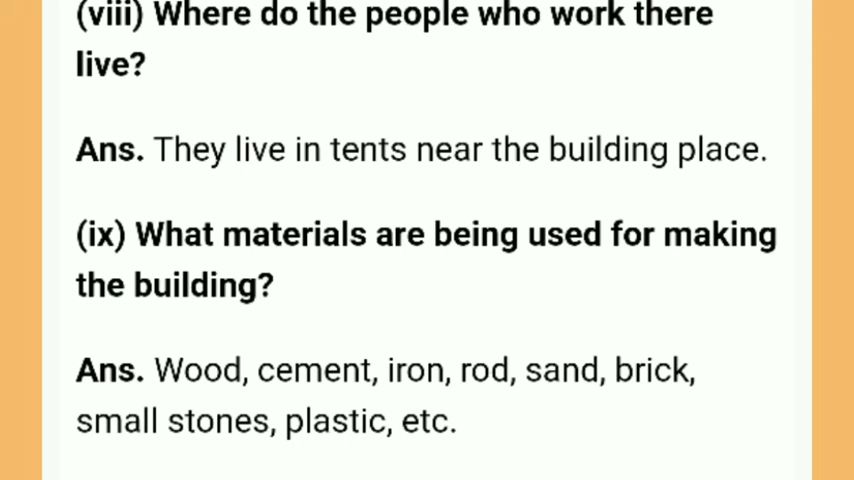 (viii) Where do the people who work there
live?
Ans. They live in tents near the building place.
(ix) What materials are being used for making
the building?
Ans. Wood, cement, iron, rod, sand, brick,
small stones, plastic, etc.